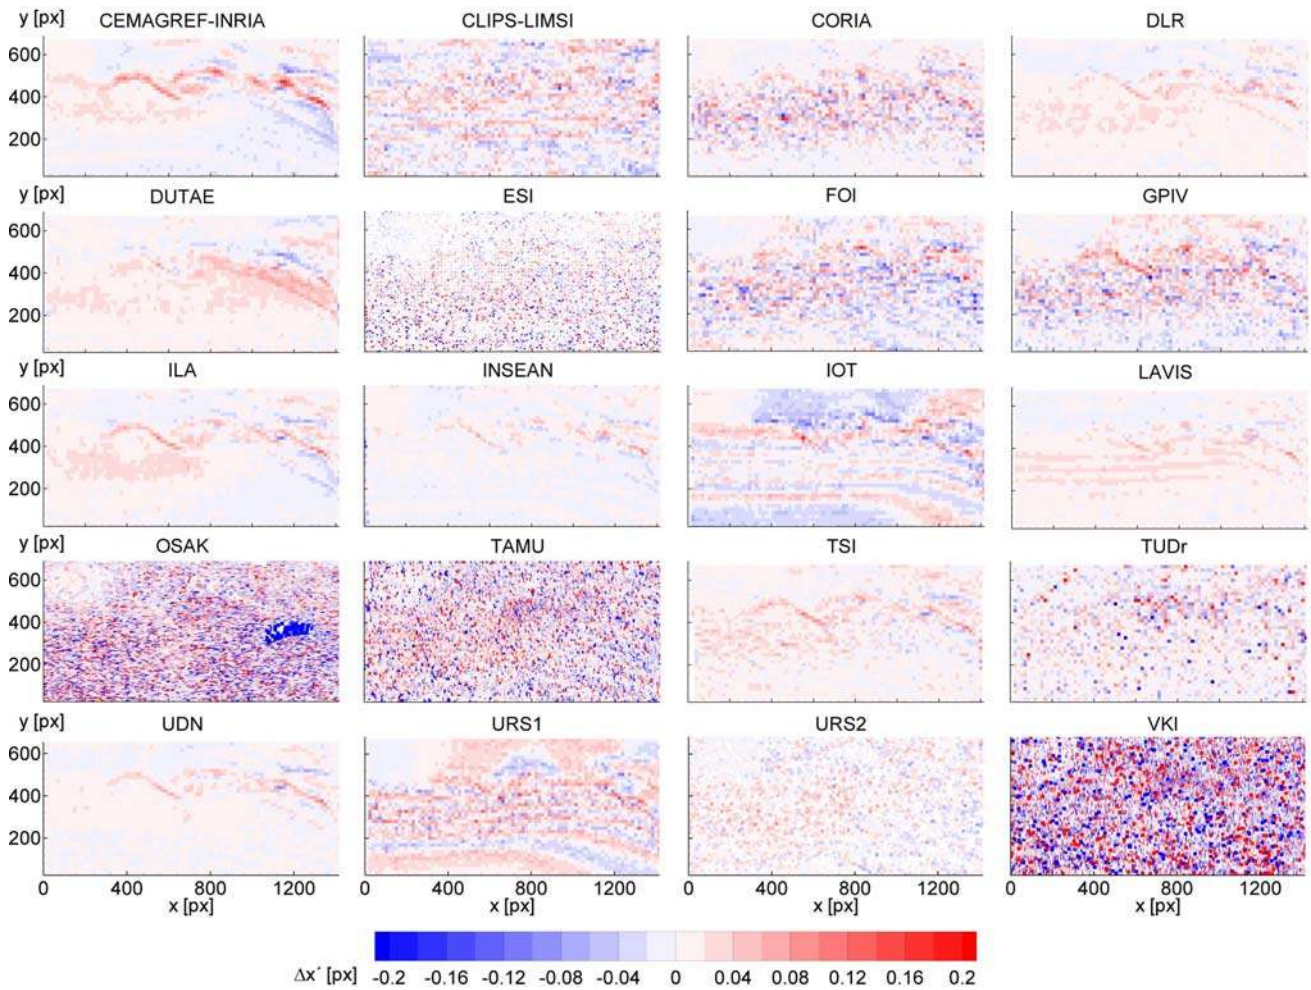 y [px] CEMAGREF-INRIA CLIPS-LIMSI CORIA DLR
600
400
200
y [px] DUTAE ESI FOI GPIV
600
400
200
y [px] ILA INSEAN IOT LAVIS
600
400
200
y [px] OSAK TAMU TSI TUDr
600
400
200
y [px] UDN URS1 URS2 VKI
600
400
200
0 400 800 1200 0 400 800 1200 0 400 800 1200 0 400 800 1200
x [px] x [px] x [px] x [px]
Δx* [px] -0.2 -0.16 -0.12 -0.08 -0.04 0 0.04 0.08 0.12 0.16 0.2